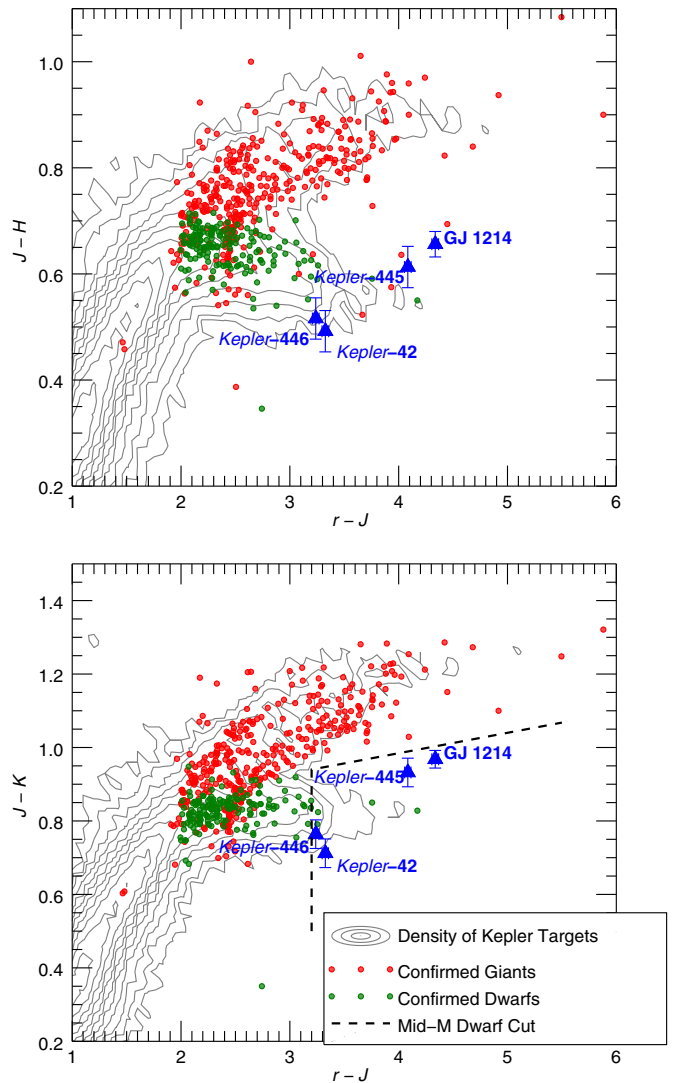 1.0
0.8
0.6
0.4
0.2
J − H
GJ 1214
Kepler−445
Kepler−446
Kepler−42
1 2 3 4 5 6
r − J
1.4
1.2
1.0
0.8
0.6
0.4
0.2
J − K
GJ 1214
Kepler−445
Kepler−446
Kepler−42
Density of Kepler Targets
Confirmed Giants
Confirmed Dwarfs
Mid−M Dwarf Cut
1 2 3 4 5 6
r − J